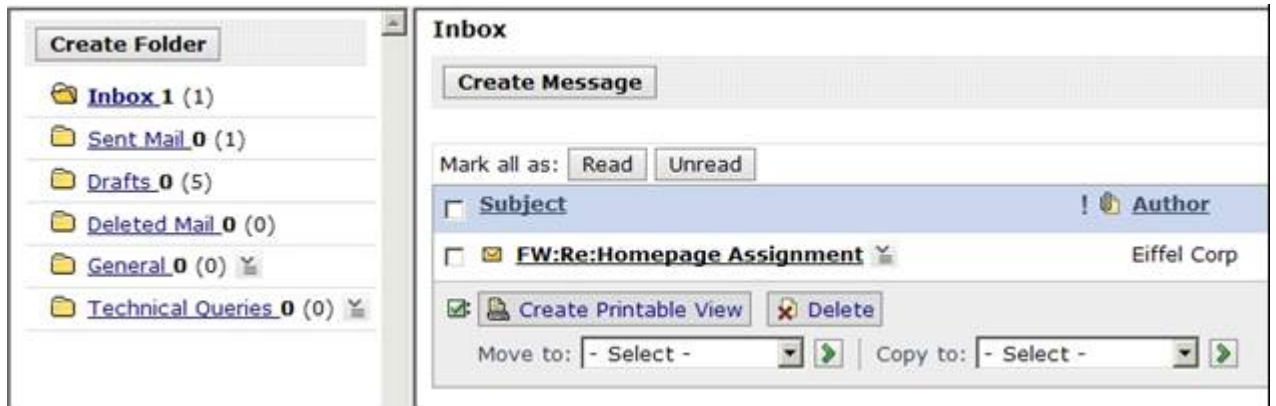 Create Folder
Inbox 1 (1)
Sent Mail 0 (1)
Drafts 0 (5)
Deleted Mail 0 (0)
General 0 (0)
Technical Queries 0 (0)
Inbox
Create Message
Mark all as: Read Unread
Subject ! Author
FW:Re:Homepage Assignment Eiffel Corp
Create Printable View Delete
Move to: - Select - Copy to: - Select -